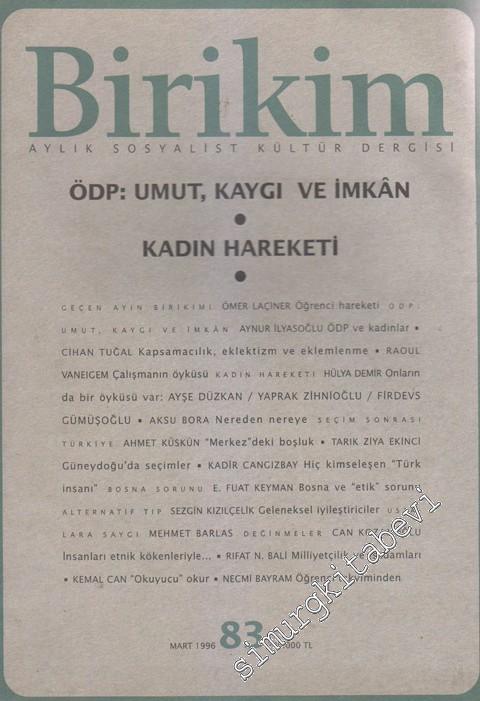 Birikim
AYLIK SOSYALİST KÜLTÜR DERGİSİ
ÖDP: UMUT, KAYGI VE İMKÂN
•
KADIN HAREKETİ
•
GEÇEN AYIN BİRİKİMİ ÖMER LAÇİNER Öğrenci hareketi ÖDP:
UMUT, KAYGI VE İMKÂN AYNUR İLYASOĞLU ÖDP ve kadınlar •
CİHAN TUĞAL Kapsamacılık, eklektizm ve eklemlenme • RAOUL
VANEIGEM Çalışmanın öyküsü KADIN HAREKETİ HÜLYA DEMİR Onların
da bir öyküsü var: AYŞE DÜZKAN / YAPRAK ZİHNİOĞLU / FİRDEVS
GÜMÜŞOĞLU • AKSU BORA Nereden nereye SEÇİM SONRASI
TÜRKİYE AHMET KÜSKÜN "Merkez"deki boşluk • TARIK ZİYA EKİNCİ
Güneydoğu'da seçimler • KADİR CANGIZBAY Hiç kimseleşen "Türk
insanı" BOSNA SORUNU E. FUAT KEYMAN Bosna ve "etik" sorunu
ALTERNATİF TIP SEZGİN KIZILÇELİK Geleneksel iyileştiriciler
LARA SAYGI MEHMET BARLAS DEĞİNMELER CAN
İnsanları etnik kökenleriyle... • RIFAT N. BALİ Milliyetçilik
• KEMAL CAN "Okuyucu" okur • NECMİ BAYRAM Öğrenci
MART 1996 83 TL
simurgkitabevi